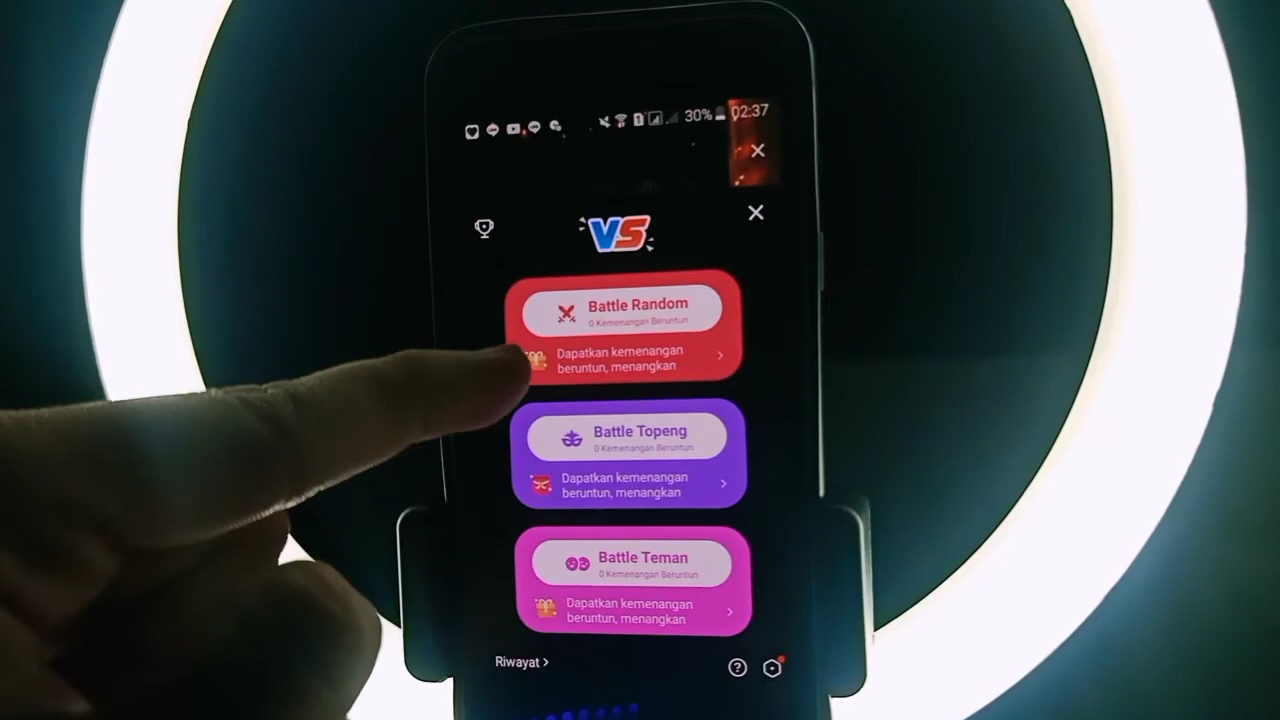 30% 02:37
VS
Battle Random
0 Kemenangan Beruntun
Dapatkan kemenangan
beruntun, menangkan
Battle Topeng
0 Kemenangan Beruntun
Dapatkan kemenangan
beruntun, menangkan
Battle Teman
0 Kemenangan Beruntun
Dapatkan kemenangan
beruntun, menangkan
Riwayat